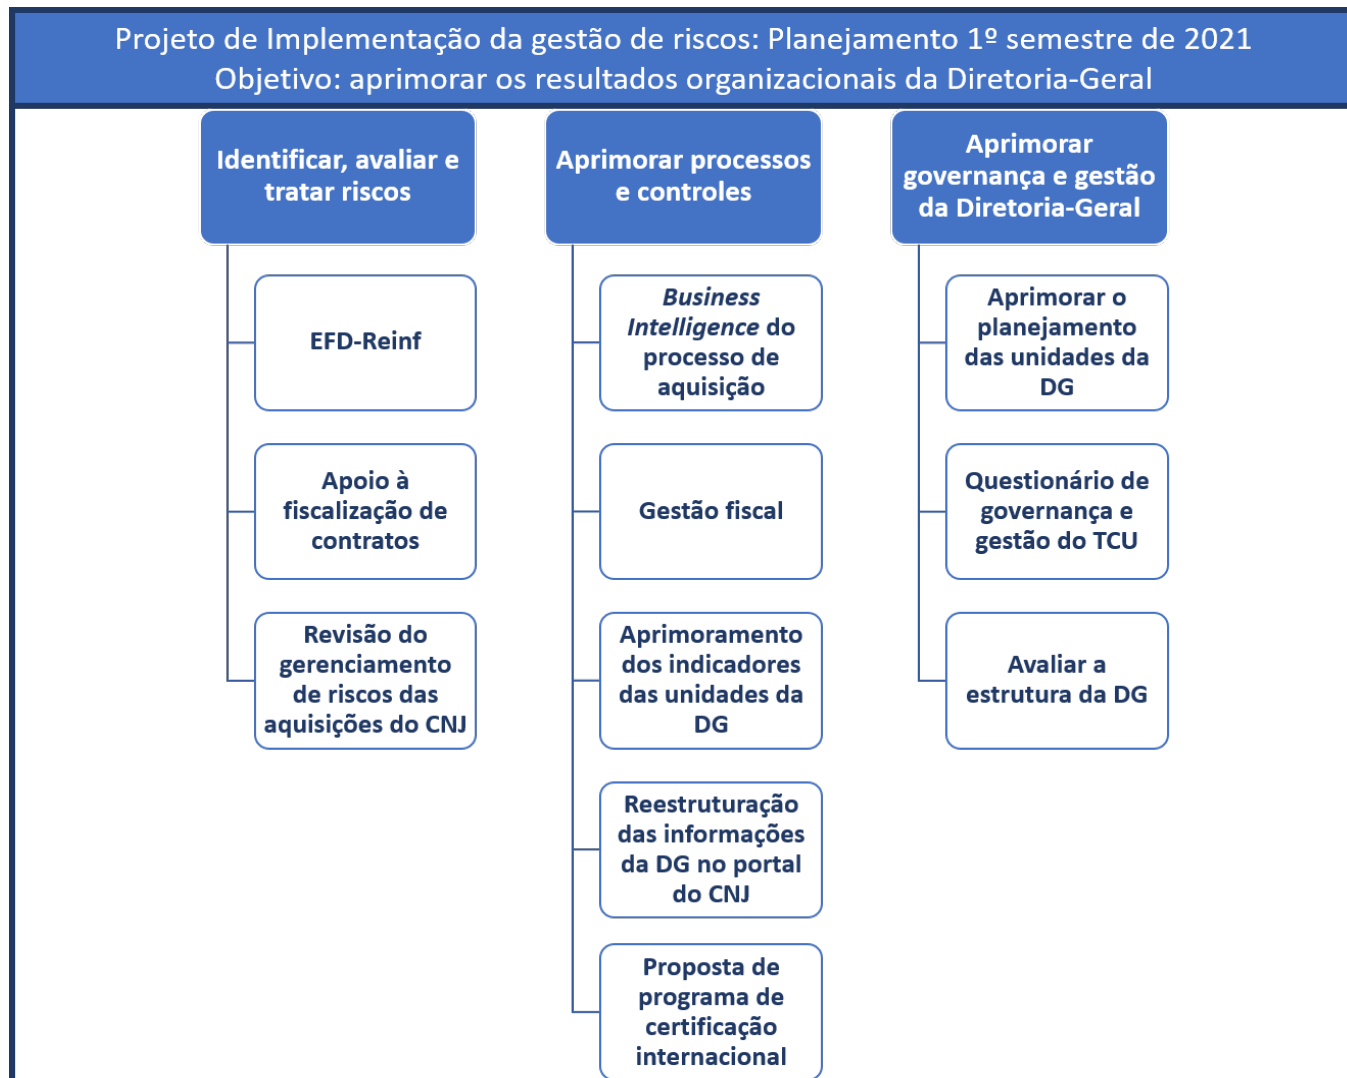 Projeto de Implementação da gestão de riscos: Planejamento 1º semestre de 2021
Objetivo: aprimorar os resultados organizacionais da Diretoria-Geral
Identificar, avaliar e
tratar riscos
EFD-Reinf
Apoio à
fiscalização de
contratos
Revisão do
gerenciamento
de riscos das
aquisições do CNJ
Aprimorar processos
e controles
Business
Intelligence do
processo de
aquisição
Gestão fiscal
Aprimoramento
dos indicadores
das unidades da
DG
Reestruturação
das informações
da DG no portal
do CNJ
Proposta de
programa de
certificação
internacional
Aprimorar
governança e gestão
da Diretoria-Geral
Aprimorar o
planejamento
das unidades da
DG
Questionário de
governança e
gestão do TCU
Avaliar a
estrutura da DG